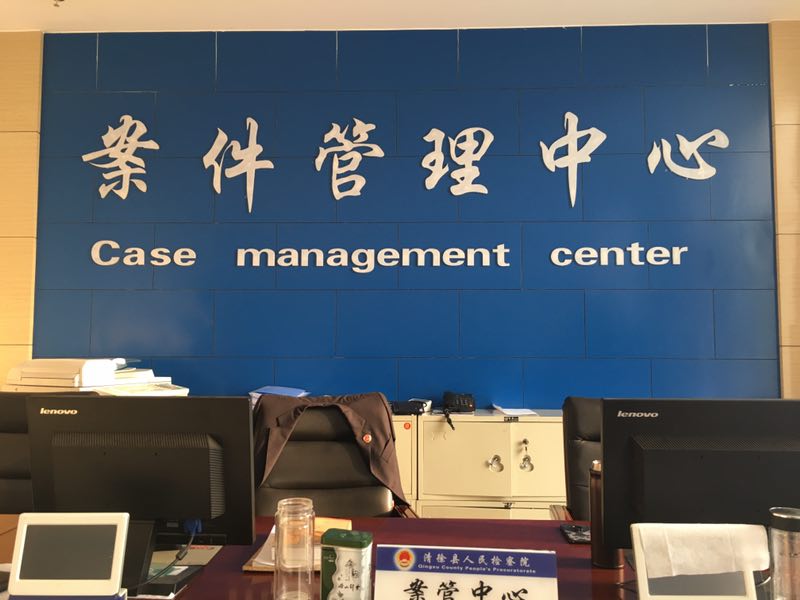 案件管理中心
Case management center
lenovo
lenovo
清徐县人民检察院
Qingxu County People's Procuratorate
案管中心